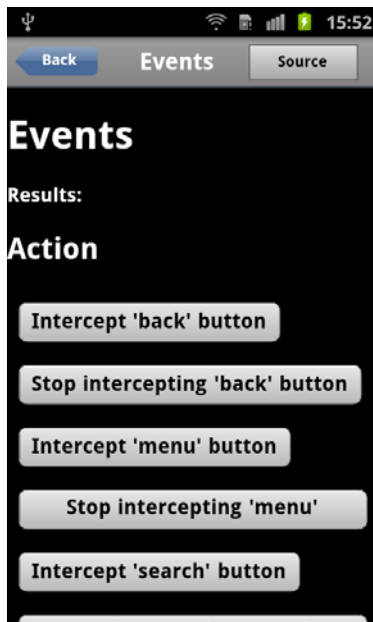 15:52
Back Events Source
Events
Results:
Action
Intercept 'back' button
Stop intercepting 'back' button
Intercept 'menu' button
Stop intercepting 'menu'
Intercept 'search' button